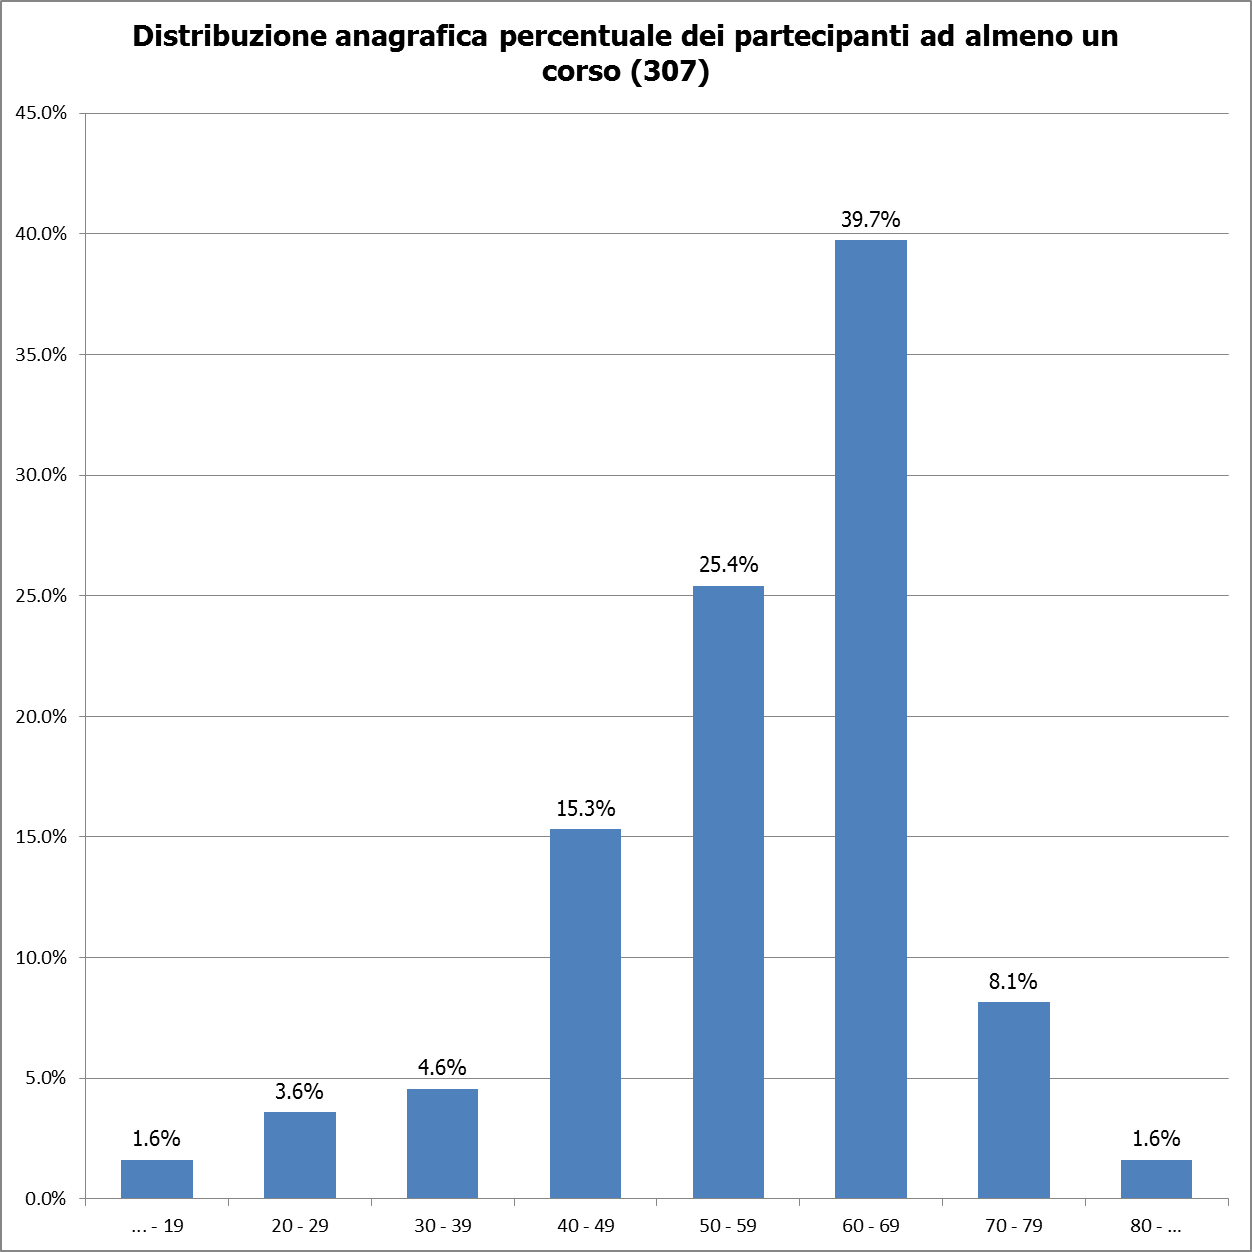 Distribuzione anagrafica percentuale dei partecipanti ad almeno un
corso (307)
45.0%
40.0%
35.0%
30.0%
25.0%
20.0%
15.0%
10.0%
5.0%
0.0%
1.6%
3.6%
4.6%
15.3%
25.4%
39.7%
8.1%
1.6%
... - 19
20 - 29
30 - 39
40 - 49
50 - 59
60 - 69
70 - 79
80 - ...